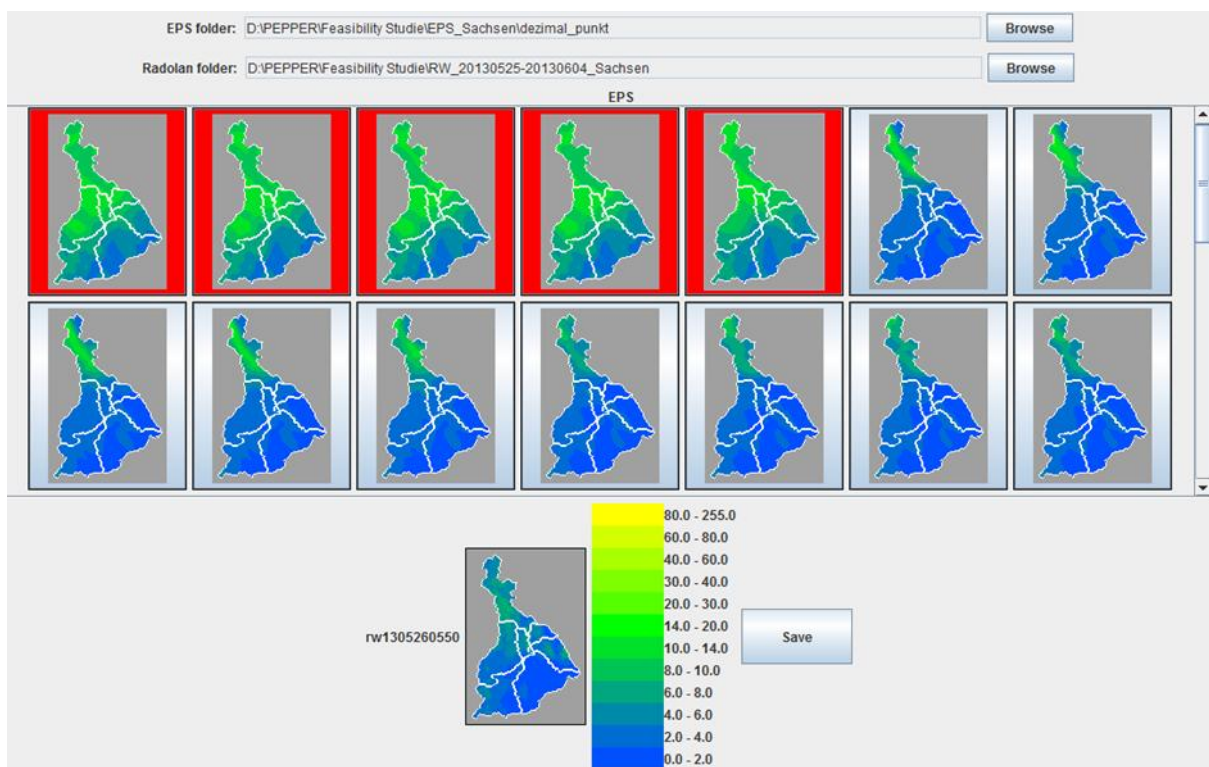 EPS folder: D:\PEPPER\Feasibility Studie\EPS_Sachsen\dezimal_punkt Browse
Radolan folder: D:\PEPPER\Feasibility Studie\RW_20130525-20130604_Sachsen Browse
EPS
80.0 - 255.0
60.0 - 80.0
40.0 - 60.0
30.0 - 40.0
20.0 - 30.0
14.0 - 20.0
rw1305260550
Save
10.0 - 14.0
8.0 - 10.0
6.0 - 8.0
4.0 - 6.0
2.0 - 4.0
0.0 - 2.0